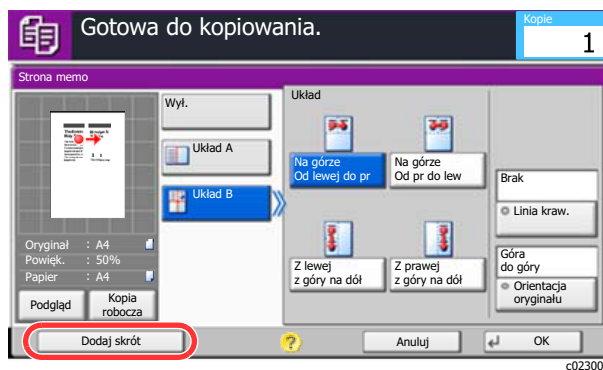 Gotowa do kopiowania.
Kopie
1
Strona memo
Wył.
Układ A
Układ B
Układ
Na górze
Od lewej do pr
Na górze
Od pr do lew
Z lewej
z góry na dół
Z prawej
z góry na dół
Brak
Linia kraw.
Góra
do góry
Orientacja
oryginału
Oryginał : A4
Powięk. : 50%
Papier : A4
Podgląd
Kopia
robocza
Dodaj skrót
?
Anuluj
OK
c02300